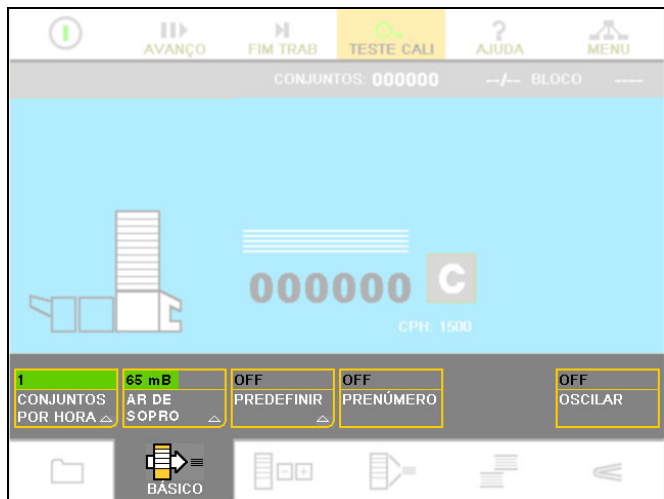 AVANÇO FIM TRAB TESTE CALI ? AJUDA MENU
CONJUNTOS: 000000 --/-- BLOCO ----
000000 C
CPH: 1500
1 65 mB OFF OFF OFF
CONJUNTOS AR DE PREDEFINIR PRENÚMERO OSCILAR
POR HORA SOPRO
BÁSICO